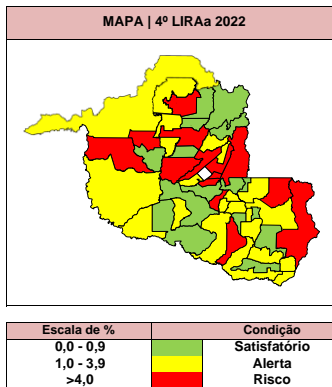 MAPA | 4º LIRAa 2022
Escala de % Condição
0,0 - 0,9 Satisfatório
1,0 - 3,9 Alerta
>4,0 Risco